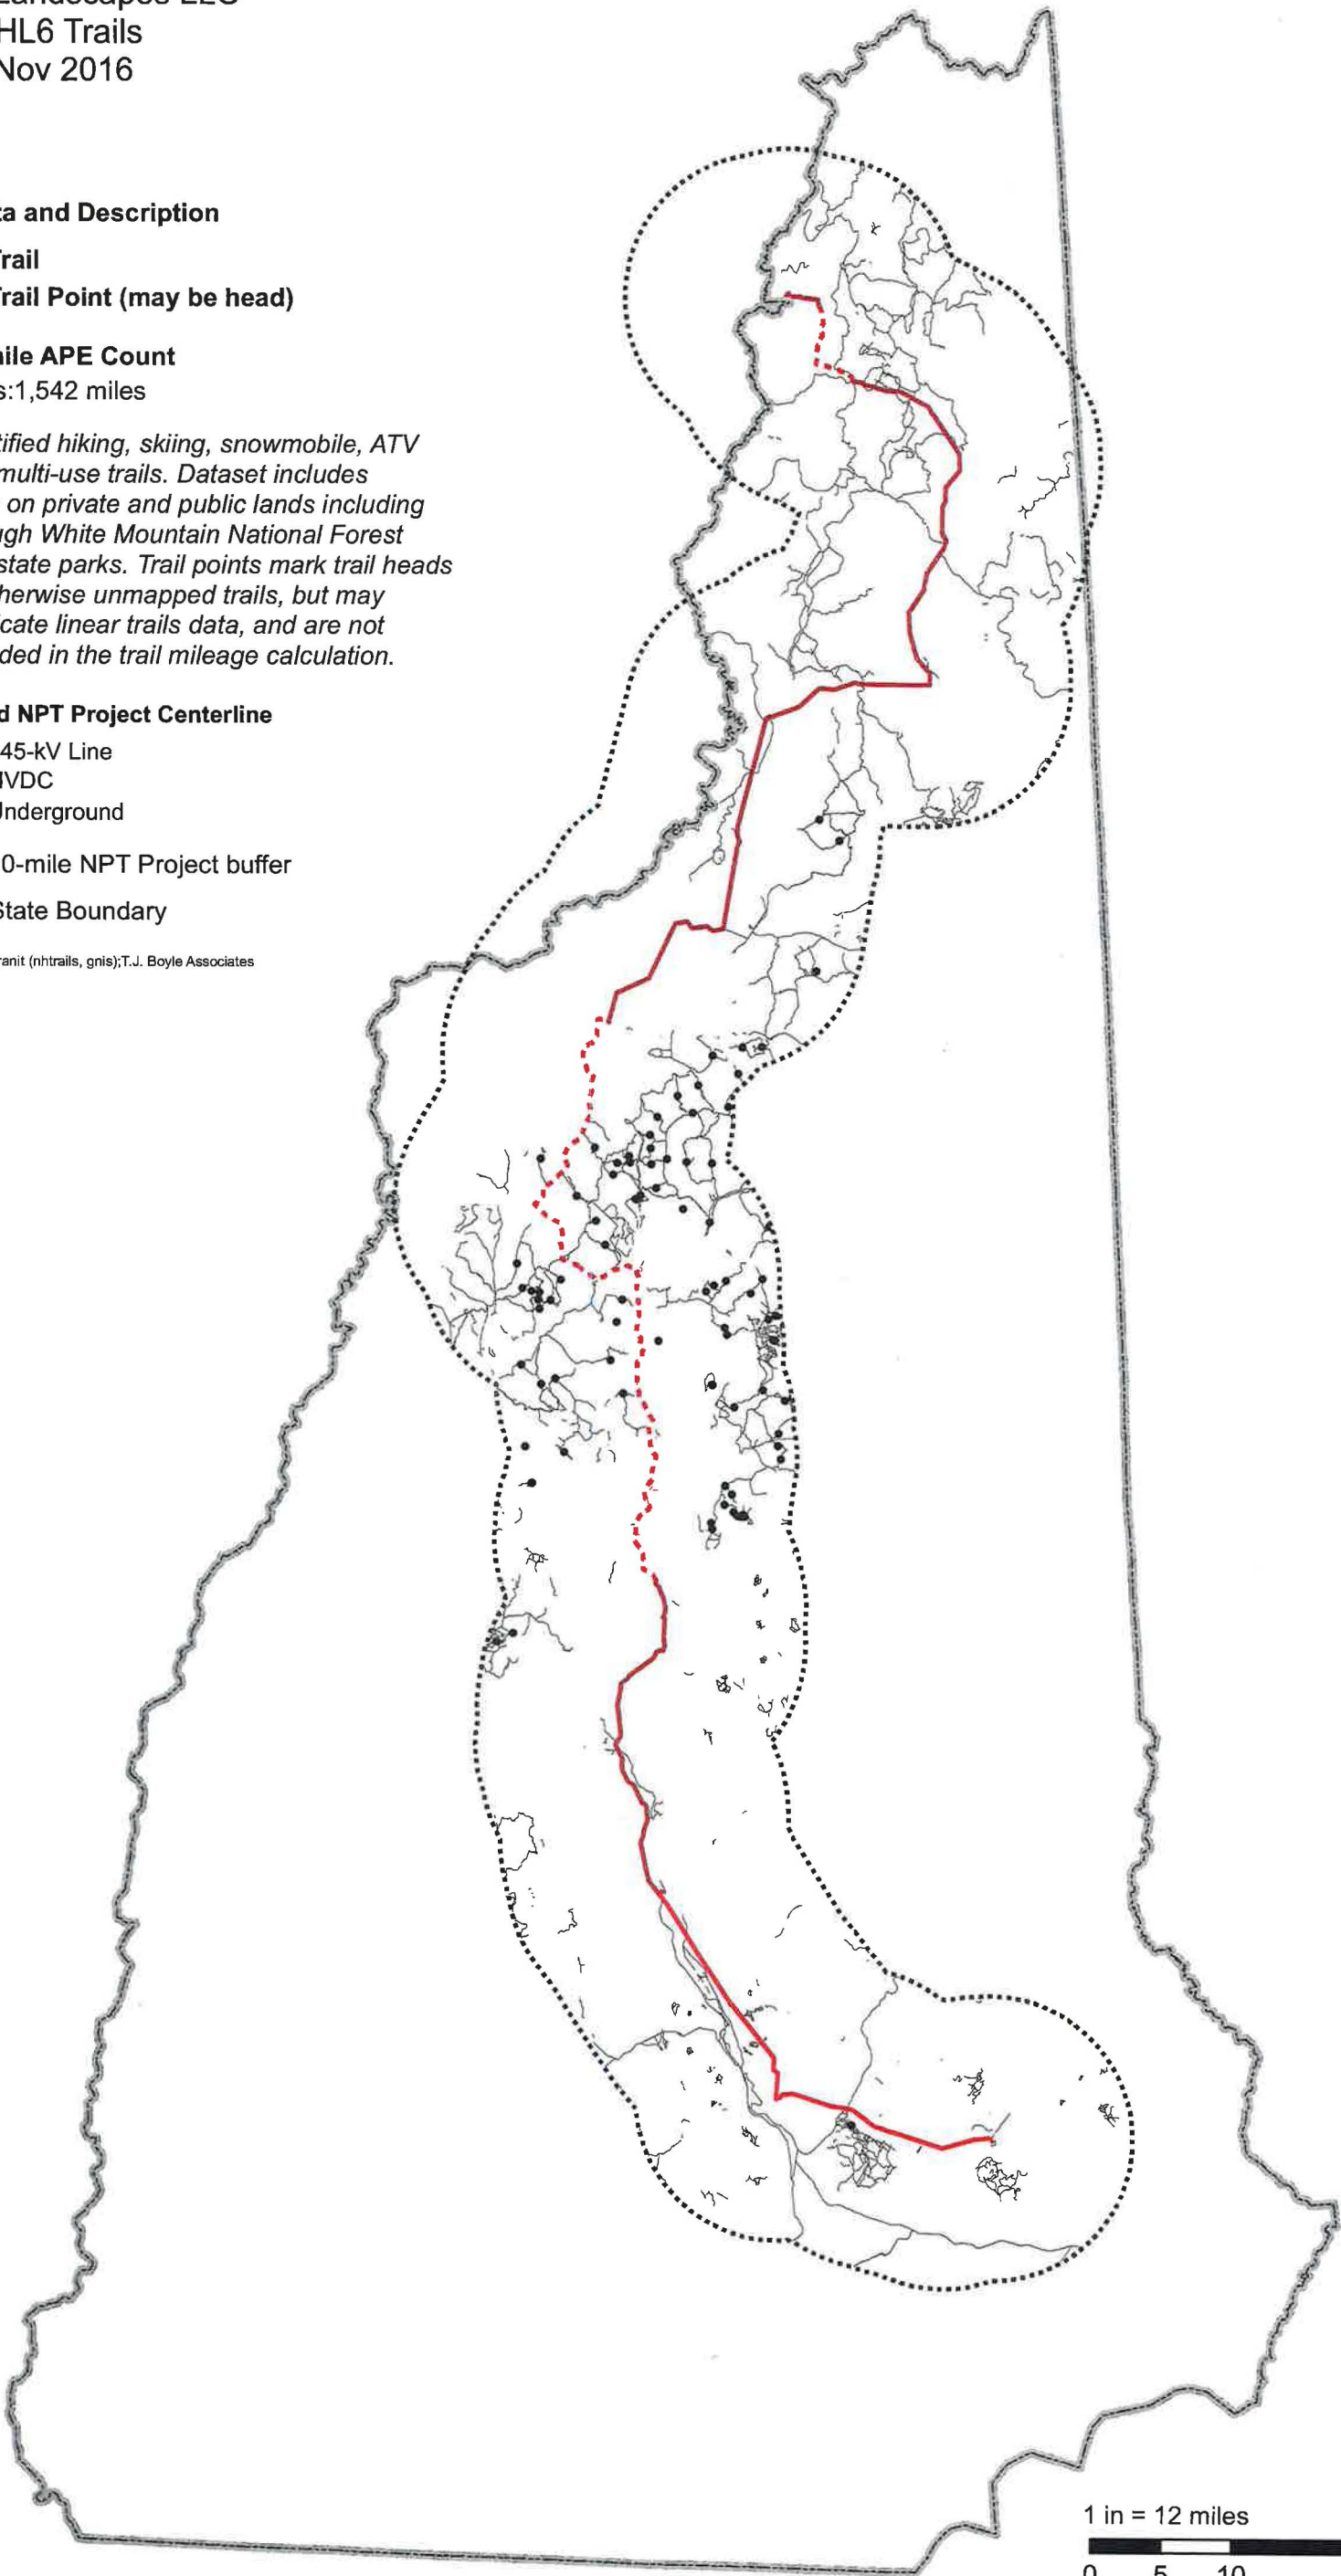 HL6 Trails
Nov 2016
ta and Description
rail
rail Point (may be head)
ile APE Count
s:1,542 miles
tified hiking, skiing, snowmobile, ATV
multi-use trails. Dataset includes
on private and public lands including
ugh White Mountain National Forest
state parks. Trail points mark trail heads
herwise unmapped trails, but may
icate linear trails data, and are not
ded in the trail mileage calculation.
d NPT Project Centerline
45-kV Line
IVDC
Underground
0-mile NPT Project buffer
State Boundary
ranit (nhtrails, gnis);T.J. Boyle Associates
1 in = 12 miles
0 5 10